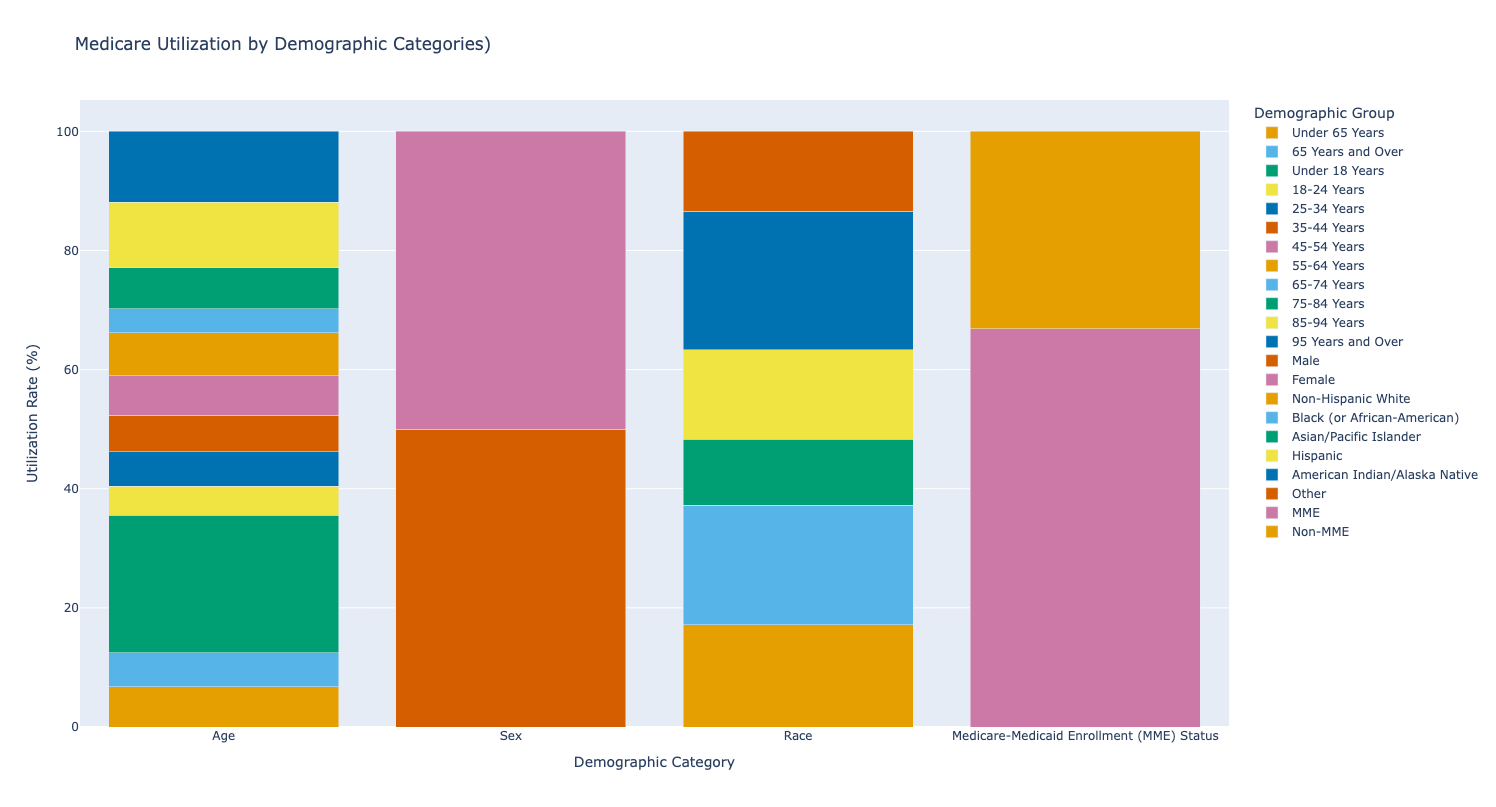 Medicare Utilization by Demographic Categories)
Utilization Rate (%)
100
80
60
40
20
0
Age
Sex
Race
Medicare-Medicaid Enrollment (MME) Status
Demographic Category
Demographic Group
Under 65 Years
65 Years and Over
Under 18 Years
18-24 Years
25-34 Years
35-44 Years
45-54 Years
55-64 Years
65-74 Years
75-84 Years
85-94 Years
95 Years and Over
Male
Female
Non-Hispanic White
Black (or African-American)
Asian/Pacific Islander
Hispanic
American Indian/Alaska Native
Other
MME
Non-MME